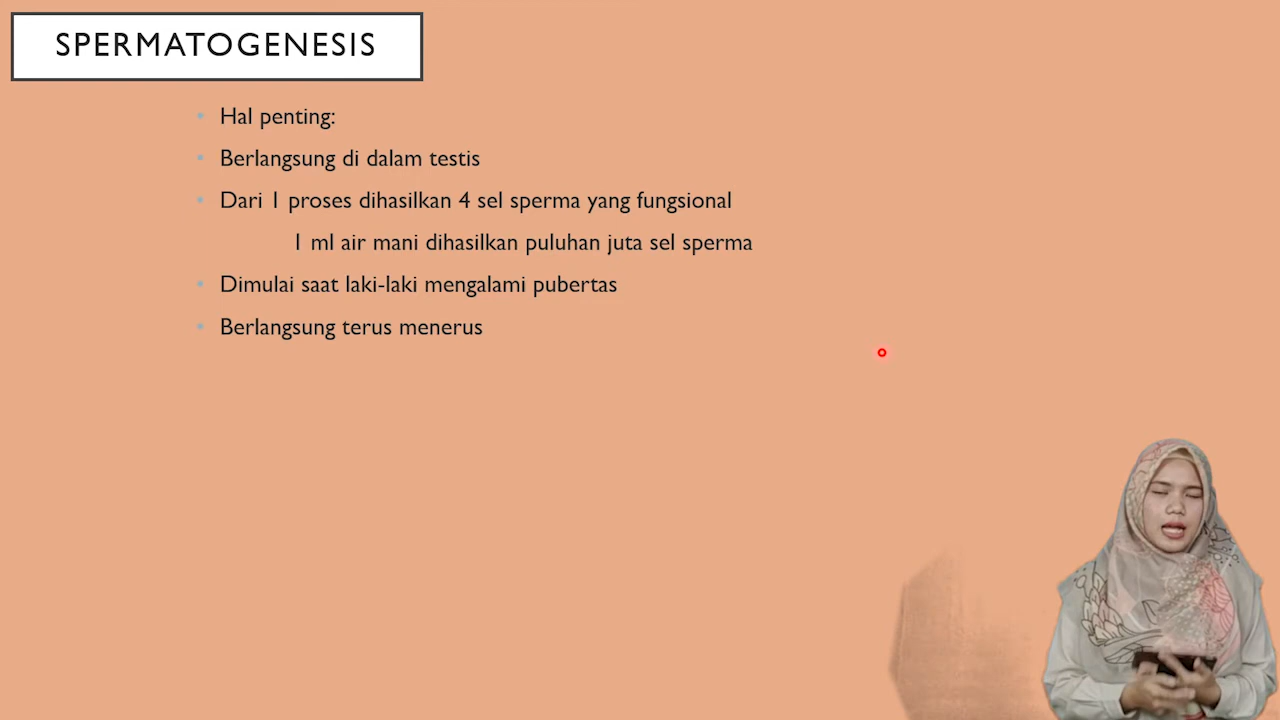 SPERMATOGENESIS
Hal penting:
Berlangsung di dalam testis
Dari 1 proses dihasilkan 4 sel sperma yang fungsional
1 ml air mani dihasilkan puluhan juta sel sperma
Dimulai saat laki-laki mengalami pubertas
Berlangsung terus menerus